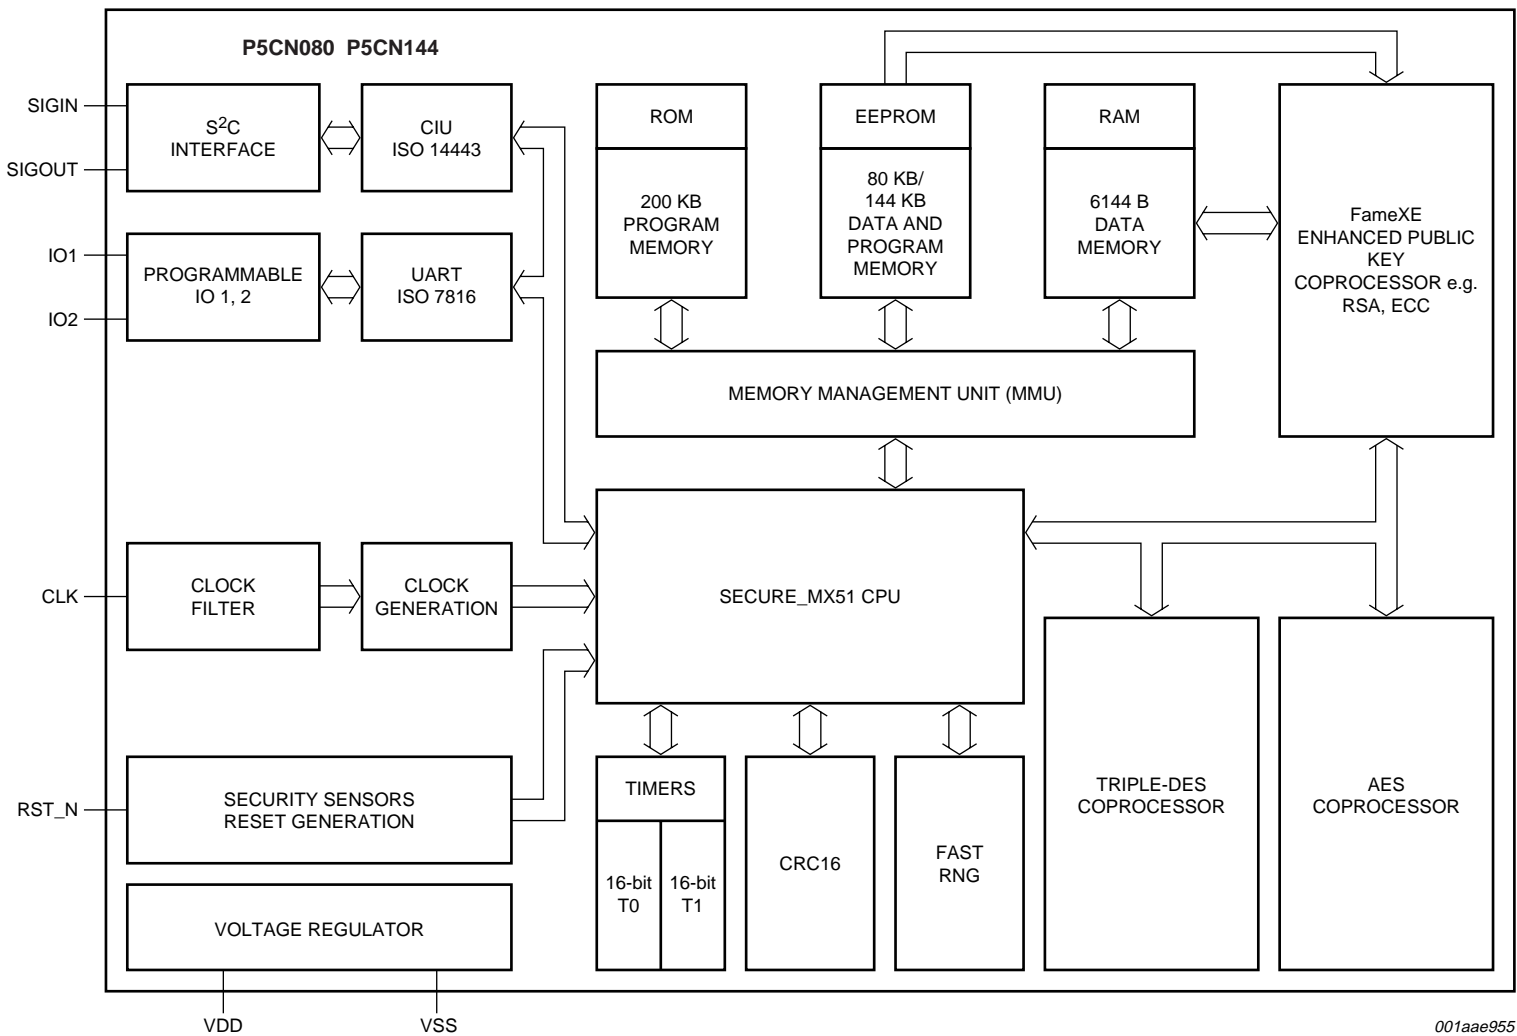 P5CN080 P5CN144
SIGIN
SIGOUT
S2C
INTERFACE
CIU
ISO 14443
IO1
IO2
PROGRAMMABLE
IO 1, 2
UART
ISO 7816
ROM
200 KB
PROGRAM
MEMORY
EEPROM
80 KB/
144 KB
DATA AND
PROGRAM
MEMORY
RAM
6144 B
DATA
MEMORY
FameXE
ENHANCED PUBLIC
KEY
COPROCESSOR e.g.
RSA, ECC
MEMORY MANAGEMENT UNIT (MMU)
CLK
CLOCK
FILTER
CLOCK
GENERATION
SECURE_MX51 CPU
RST_N
SECURITY SENSORS
RESET GENERATION
VOLTAGE REGULATOR
VDD
VSS
TIMERS
16-bit
T0
16-bit
T1
CRC16
FAST
RNG
TRIPLE-DES
COPROCESSOR
AES
COPROCESSOR
001aae955